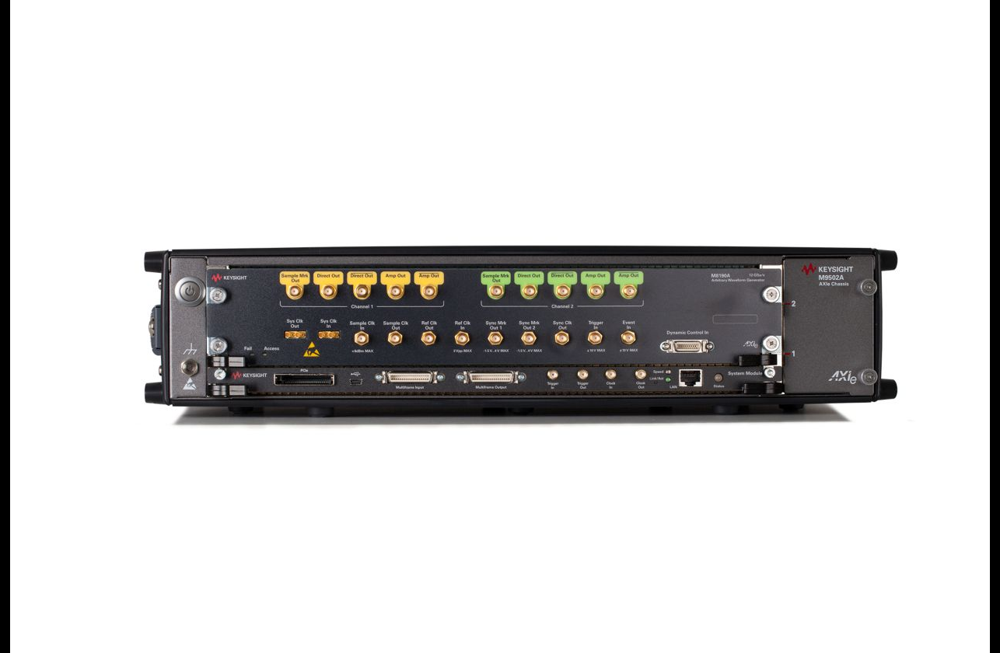 KEYSIGHT
Sample Mrk
Out
Direct Out
Direct Out
Amp Out
Amp Out
Channel 1
Sample Mrk
Out
Direct Out
Direct Out
Amp Out
Amp Out
Channel 2
M8190A
12 GSa/s
Arbitrary Waveform Generator
KEYSIGHT
M9502A
AXIe Chassis
2
Sys Clk
Out
Sys Clk
In
Sample Clk
In
+8dBm MAX
Sample Clk
Out
Ref Clk
Out
Ref Clk
In
Sync Mrk
Out 1
-1.5 V...4 V MAX
Sync Mrk
Out 2
-1.5 V...4 V MAX
Sync Clk
Out
Trigger
In
± 10 V MAX
Event
In
± 10 V MAX
Dynamic Control In
AXIe
Fail
Access
1
KEYSIGHT
PCIe
Multiframe Input
Multiframe Output
Trigger
In
Trigger
Out
Clock
In
Clock
Out
Speed
Link/Act
LAN
Status
System Module
AXIe